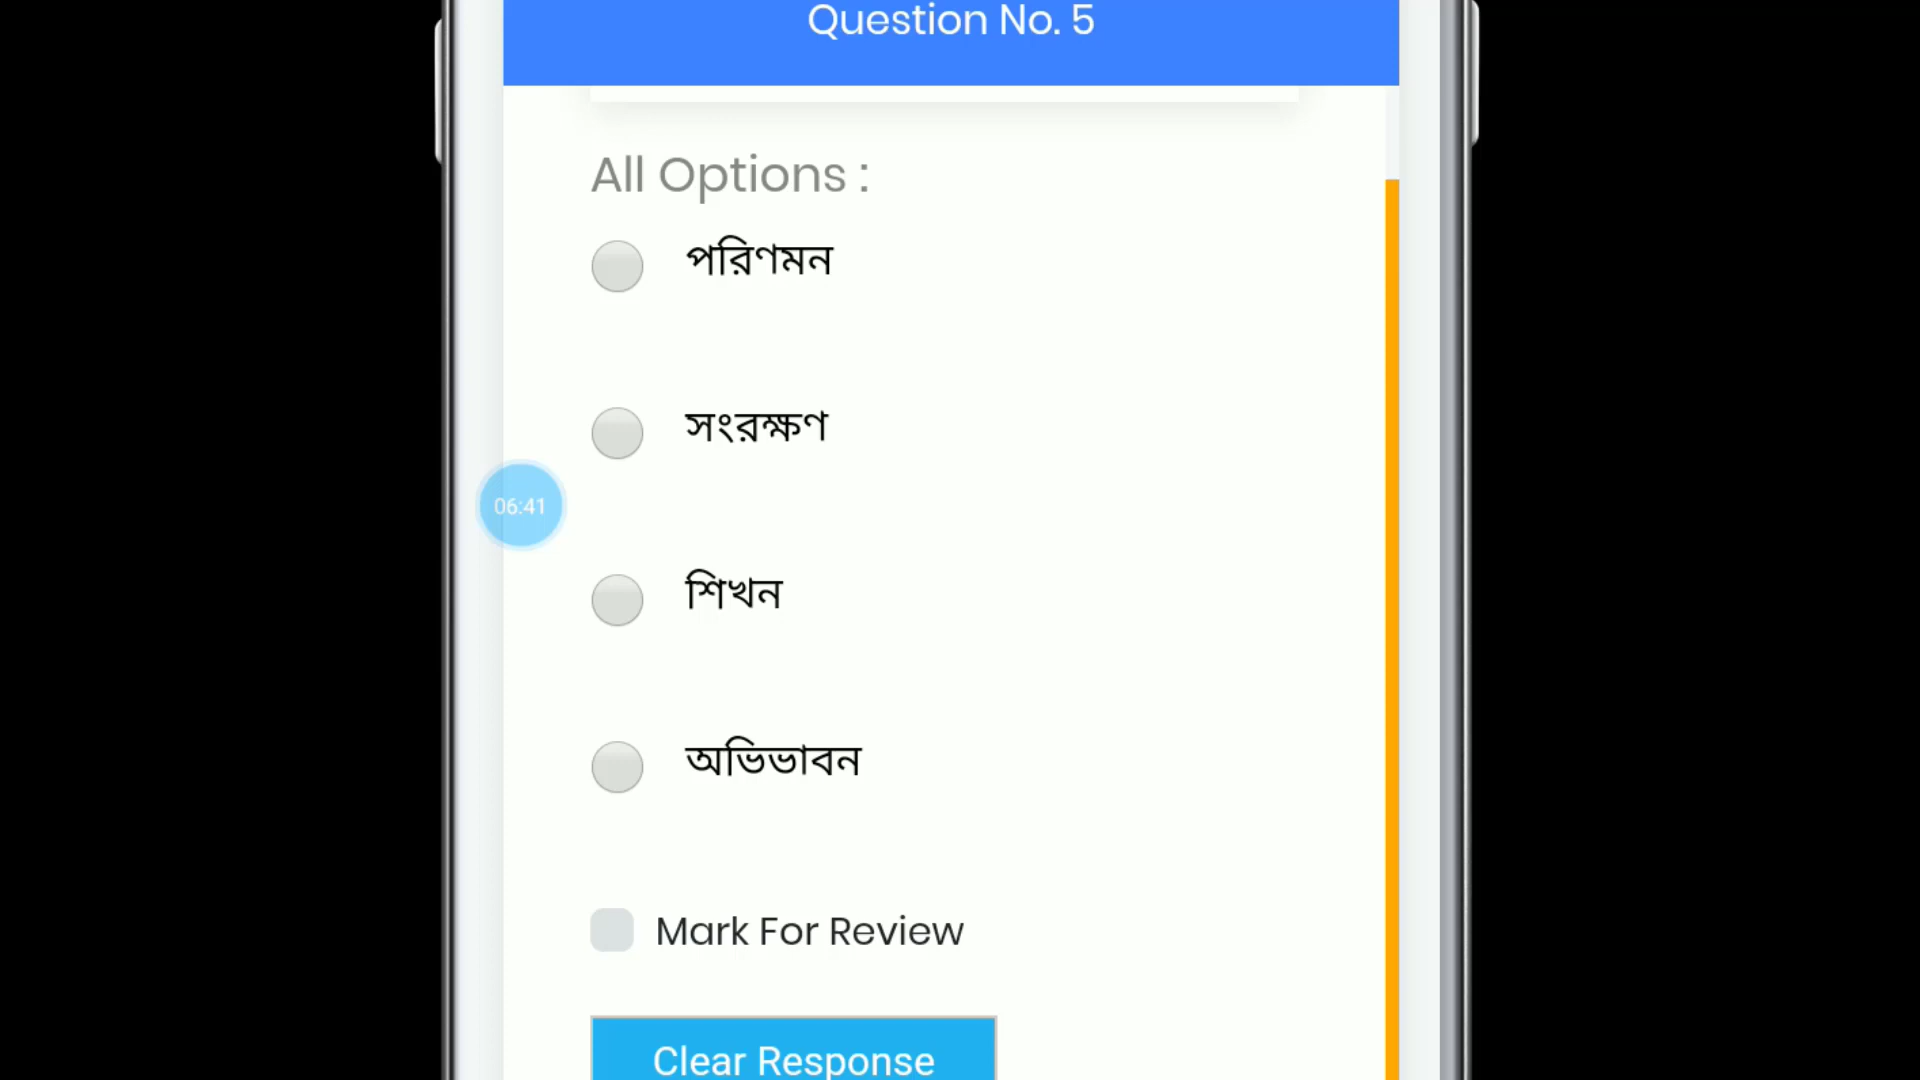 Question No. 5
All Options :
পরিণমন
সংরক্ষণ
06:41
শিখন
অভিভাবন
Mark For Review
Clear Response